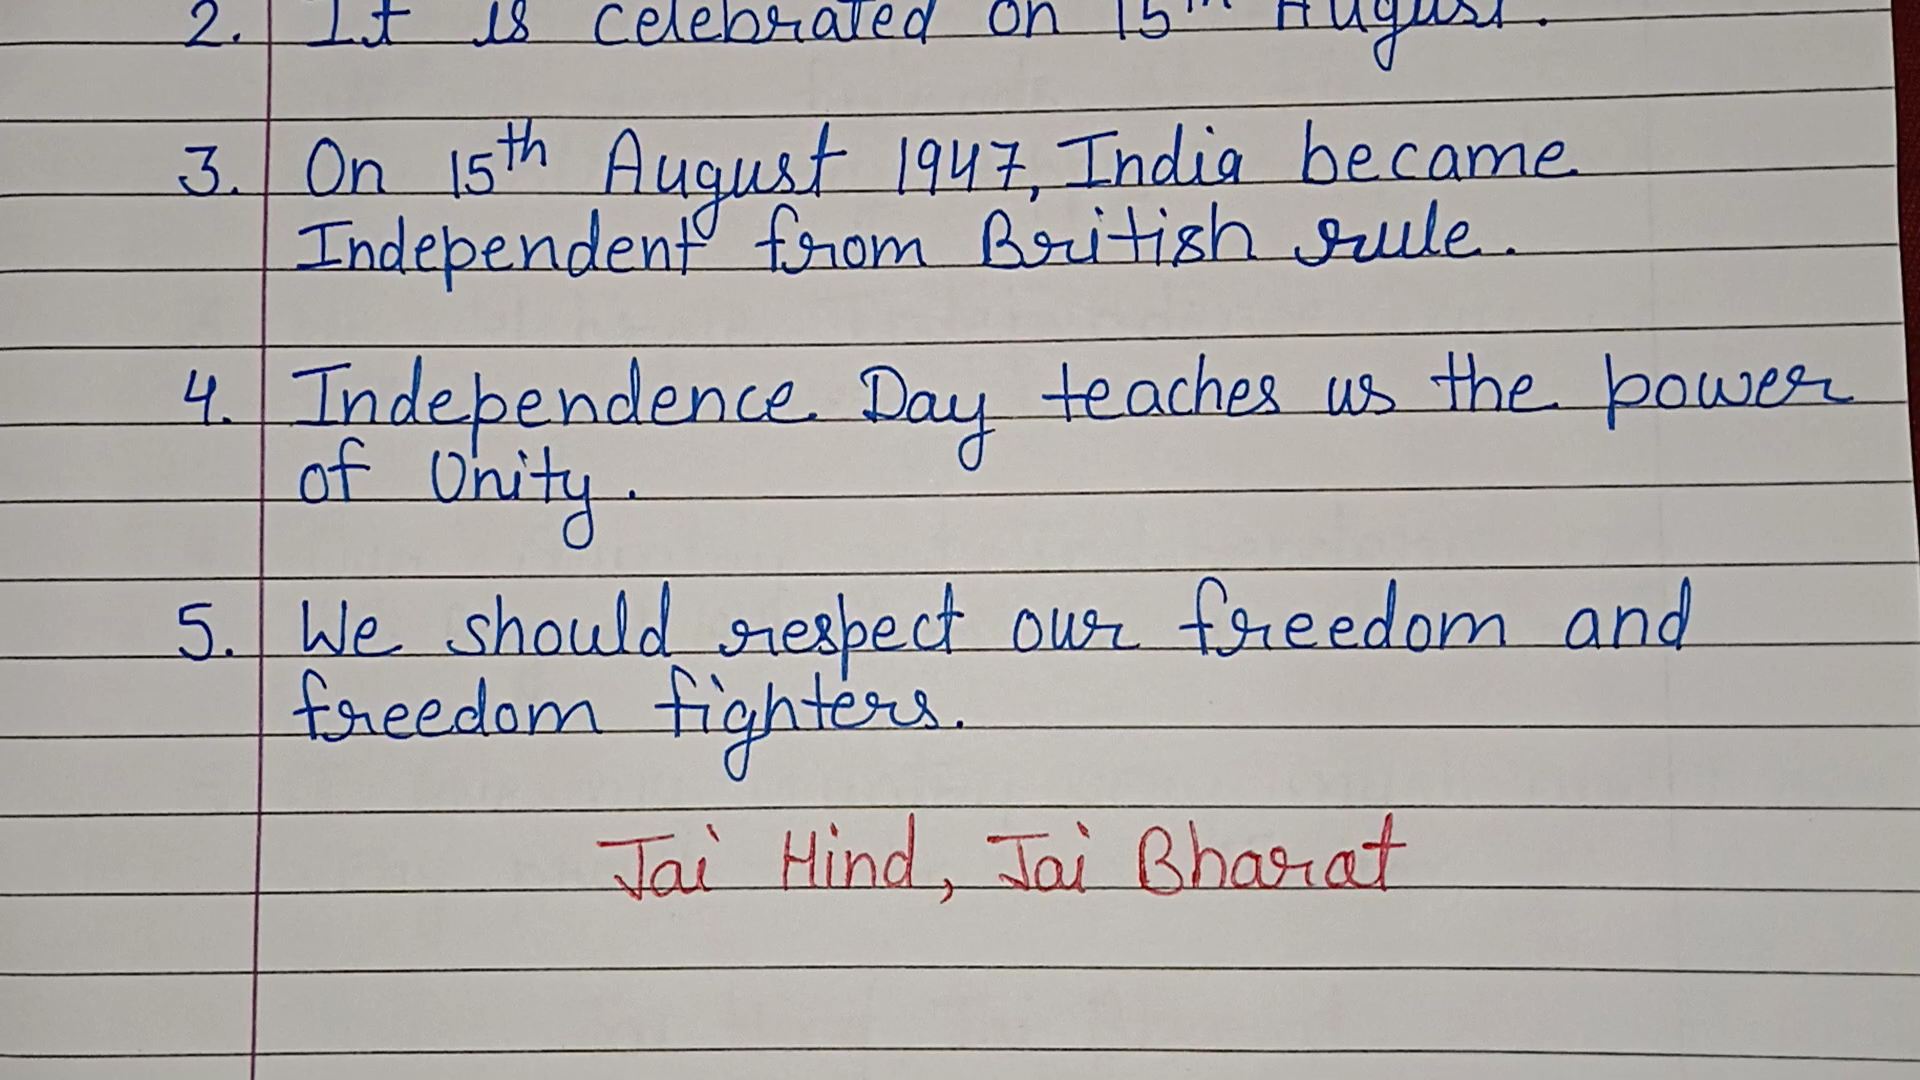 2. It is celebrated on 15th August.
3. On 15th August 1947, India became
Independent from British rule.
4. Independence Day teaches us the power
of Unity.
5. We should respect our freedom and
freedom fighters.
Jai Hind, Jai Bharat